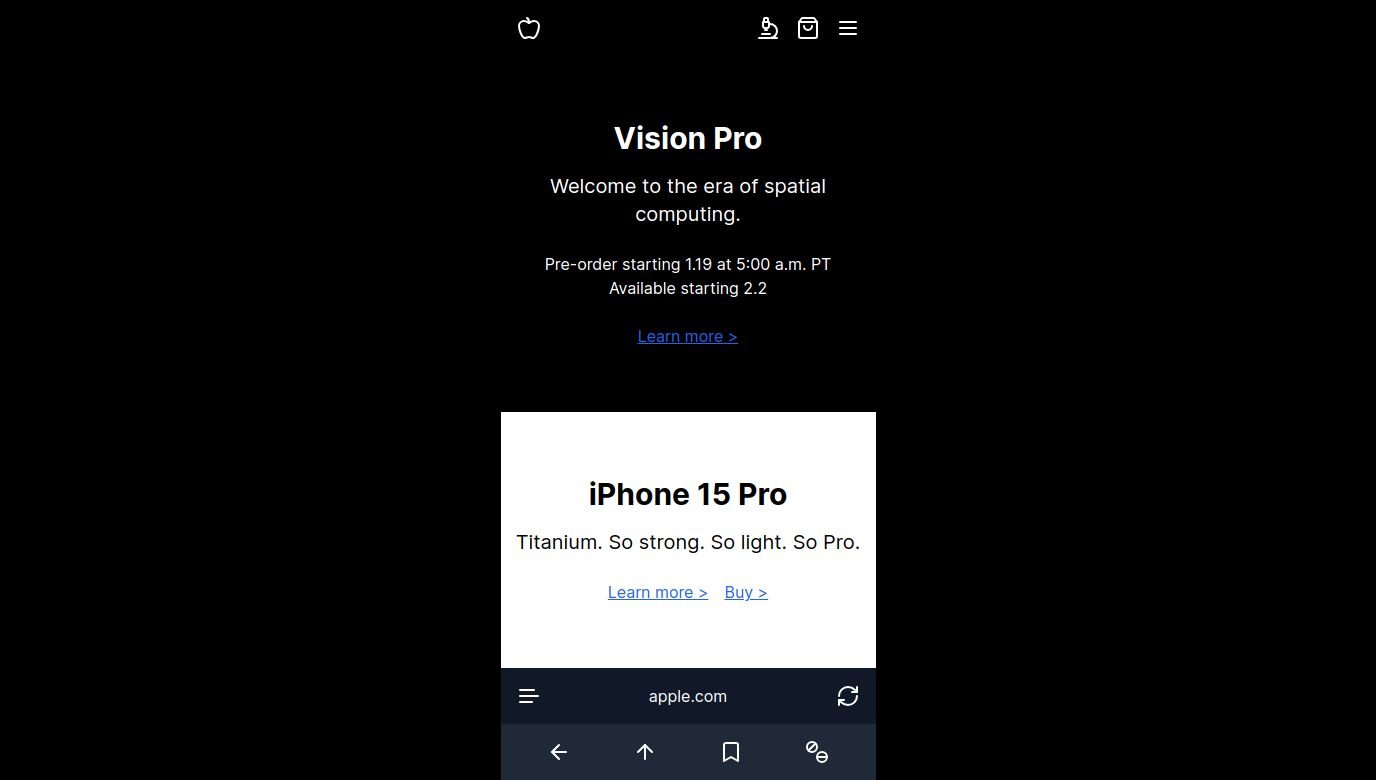 Vision Pro
Welcome to the era of spatial
computing.
Pre-order starting 1.19 at 5:00 a.m. PT
Available starting 2.2
Learn more >
iPhone 15 Pro
Titanium. So strong. So light. So Pro.
Learn more > Buy >
apple.com